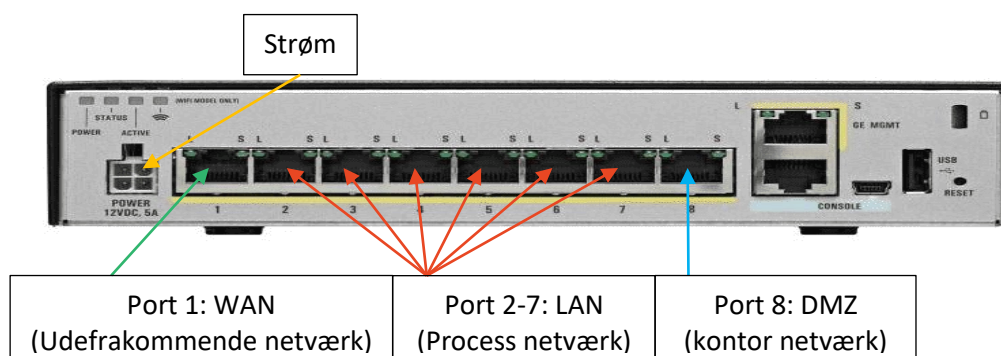 Strøm
(WIFI MODEL ONLY)
POWER
STATUS
ACTIVE
L S L S L S L S L S L S L S L S
L S
GE MGMT
USB
RESET
POWER
12VDC, 5A
1 2 3 4 5 6 7 8
CONSOLE
Port 1: WAN
(Udefrakommende netværk)
Port 2-7: LAN
(Process netværk)
Port 8: DMZ
(kontor netværk)